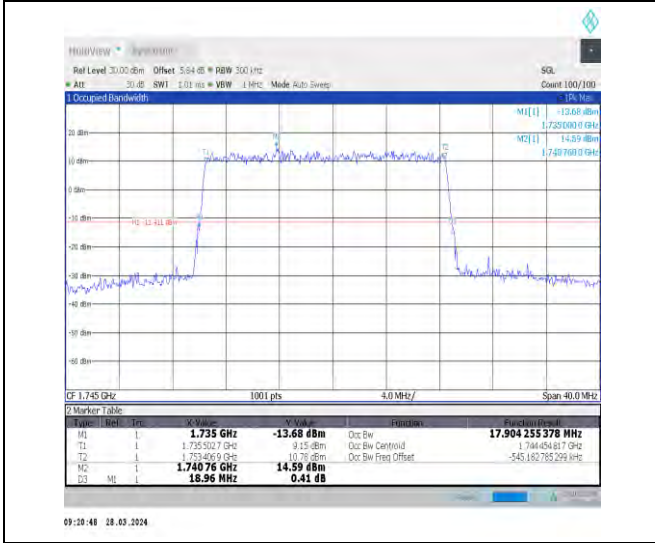 MultiView Spectrum
Ref Level 30.00 dBm Offset 5.64 dB RBW 300 kHz SGL
Att 30 dB SWT 1.01 ms VBW 1 MHz Mode Auto Sweep Count 100/100
1 Occupied Bandwidth 1Pk Max
M1[1] -13.68 dBm
1.7350000 GHz
M2[1] 14.59 dBm
1.7407600 GHz
20 dBm
10 dBm
0 dBm
-10 dBm
-20 dBm
-30 dBm
-40 dBm
-50 dBm
-60 dBm
CF 1.745 GHz 1001 pts 4.0 MHz/ Span 40.0 MHz
2 Marker Table
Type Ref Trc X-Value Y-Value Function Function Result
M1 1 1.735 GHz -13.68 dBm Occ Bw 17.904 255 378 MHz
T1 1 1.735 502 7 GHz 9.15 dBm Occ Bw Centroid 1.744 454 817 GHz
T2 1 1.753 406 9 GHz 10.78 dBm Occ Bw Freq Offset -545.182 785 299 kHz
M2 1 1.740 76 GHz 14.59 dBm
D3 M1 1 18.96 MHz 0.41 dB
09:20:48 28.03.2024